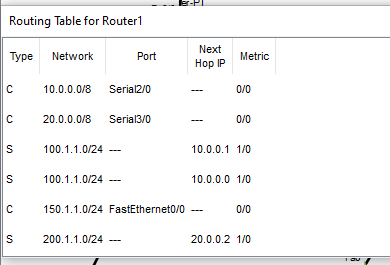 er-P
Routing Table for Router1
Type Network Port Next Hop IP Metric
C 10.0.0.0/8 Serial2/0 --- 0/0
C 20.0.0.0/8 Serial3/0 --- 0/0
S 100.1.1.0/24 --- 10.0.0.1 1/0
S 100.1.1.0/24 --- 10.0.0.0 1/0
C 150.1.1.0/24 FastEthernet0/0 --- 0/0
S 200.1.1.0/24 --- 20.0.0.2 1/0